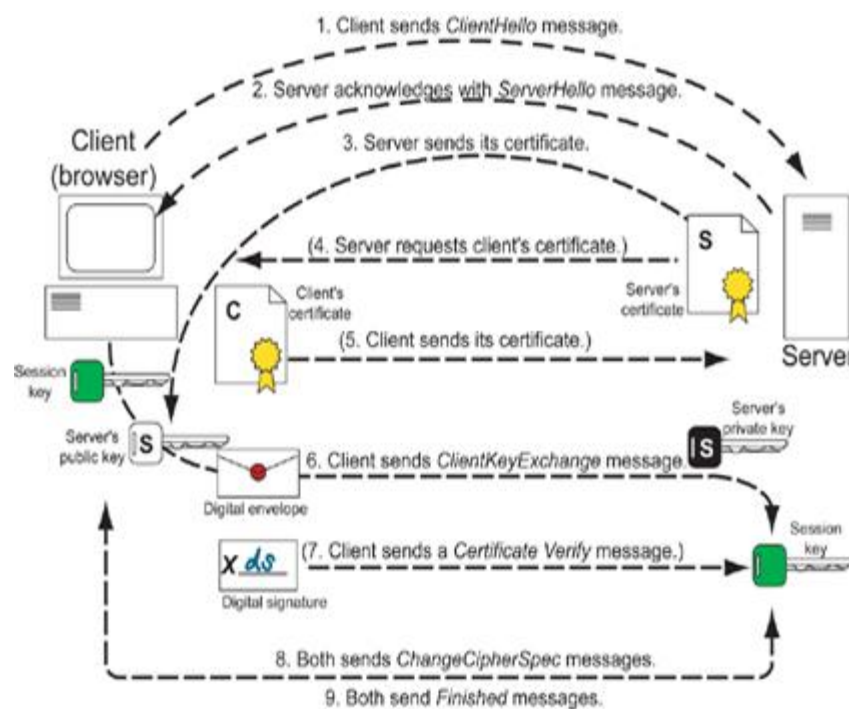 1. Client sends ClientHello message.
2. Server acknowledges with ServerHello message.
3. Server sends its certificate.
Client
(browser)
(4. Server requests client's certificate.)
S
Client's
certificate
C
Server's
certificate
(5. Client sends its certificate.)
Server
Session
key
Server's
public key
S
Server's
private key
S
6. Client sends ClientKeyExchange message.
Digital envelope
Session
key
(7. Client sends a Certificate Verify message.)
X ds
Digital signature
8. Both sends ChangeCipherSpec messages.
9. Both send Finished messages.